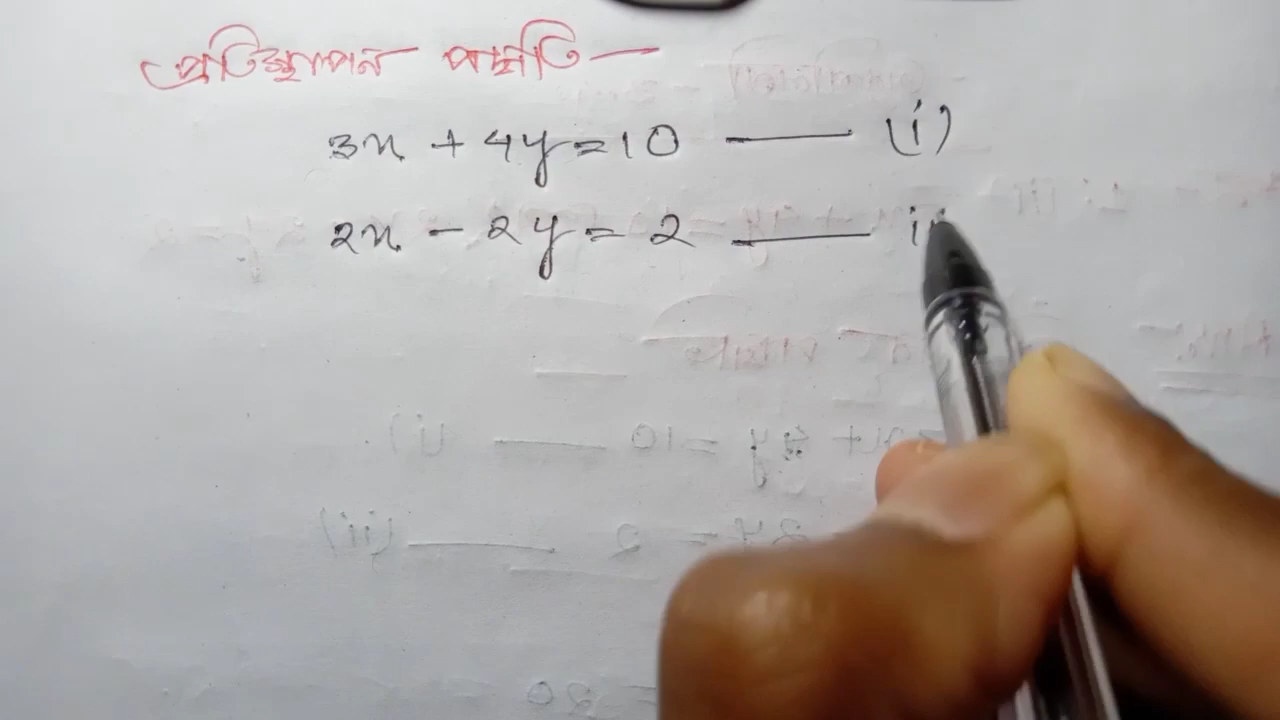 প্রতিস্থাপন পদ্ধতি —
3x + 4y = 10 —— (i)
2x - 2y = 2 —— ii